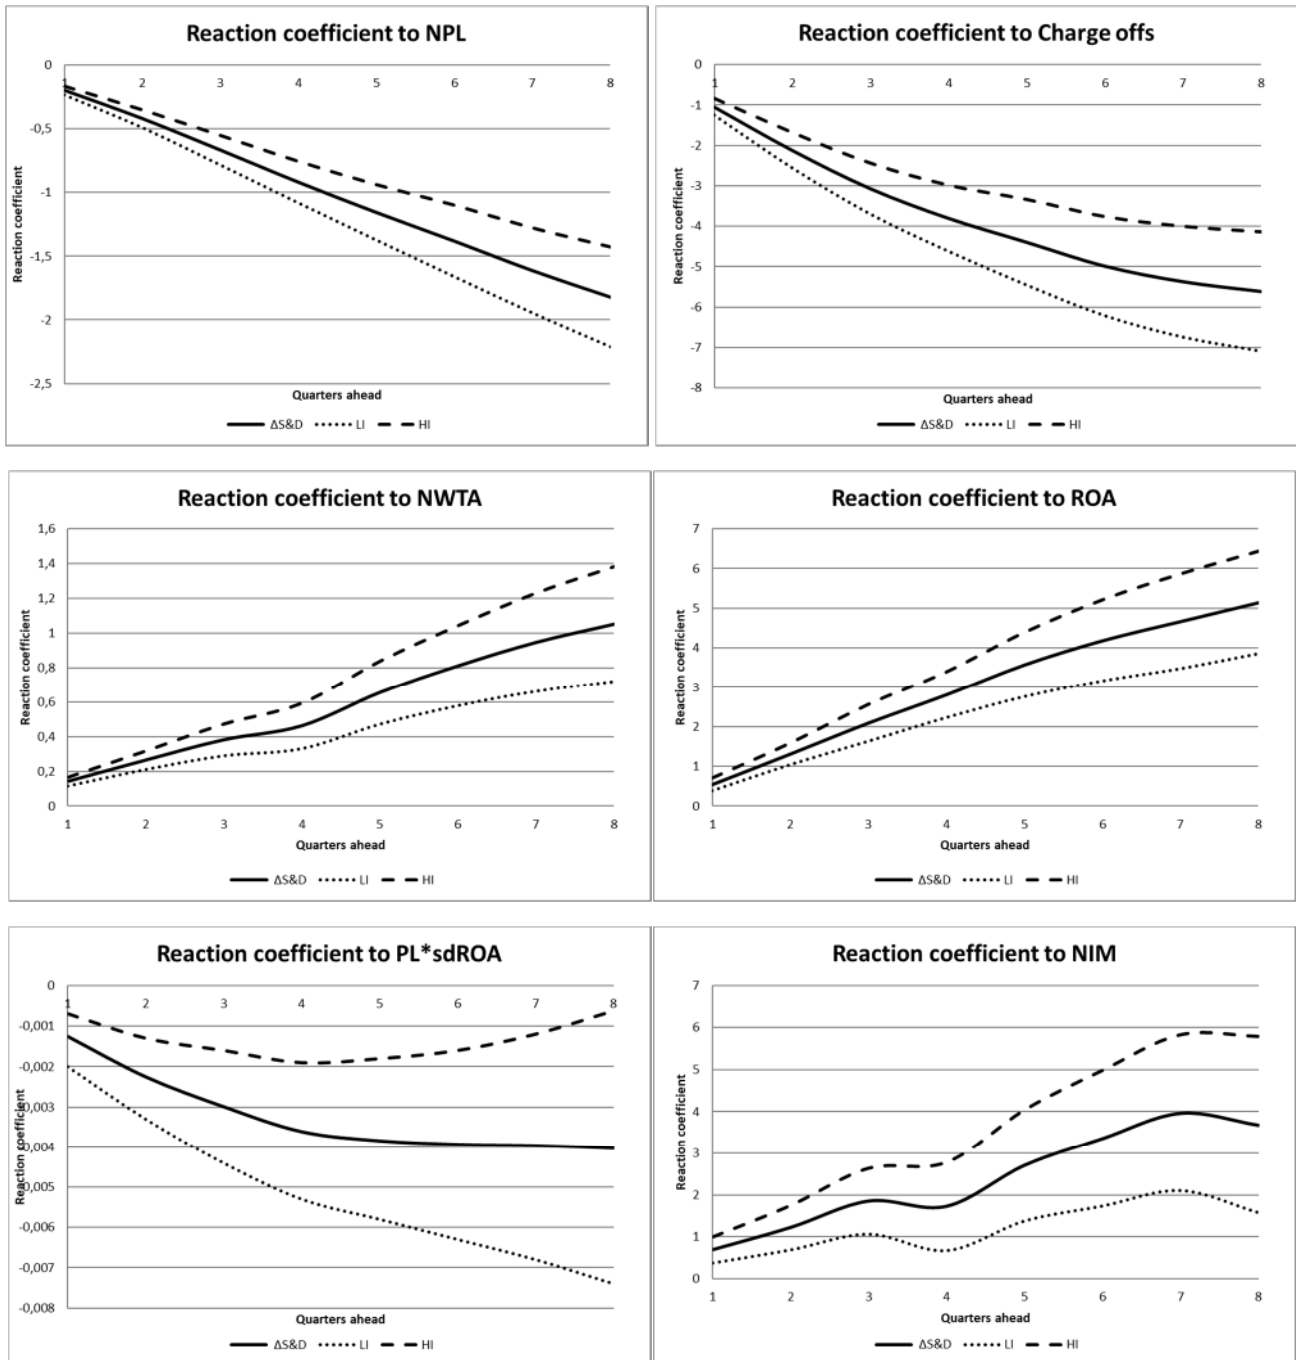 Reaction coefficient to NPL
0
1 2 3 4 5 6 7 8
-0,5
-1
-1,5
-2
-2,5
Reaction coefficient
Quarters ahead
ΔS&D LI HI
Reaction coefficient to Charge offs
0
1 2 3 4 5 6 7 8
-1
-2
-3
-4
-5
-6
-7
-8
Reaction coefficient
Quarters ahead
ΔS&D LI HI
Reaction coefficient to NWTA
1,6
1,4
1,2
1
0,8
0,6
0,4
0,2
0
Reaction coefficient
1 2 3 4 5 6 7 8
Quarters ahead
ΔS&D LI HI
Reaction coefficient to ROA
7
6
5
4
3
2
1
0
Reaction coefficient
1 2 3 4 5 6 7 8
Quarters ahead
ΔS&D LI HI
Reaction coefficient to PL*sdROA
0
1 2 3 4 5 6 7 8
-0,001
-0,002
-0,003
-0,004
-0,005
-0,006
-0,007
-0,008
Reaction coefficient
Quarters ahead
ΔS&D LI HI
Reaction coefficient to NIM
7
6
5
4
3
2
1
0
Reaction coefficient
1 2 3 4 5 6 7 8
Quarters ahead
ΔS&D LI HI